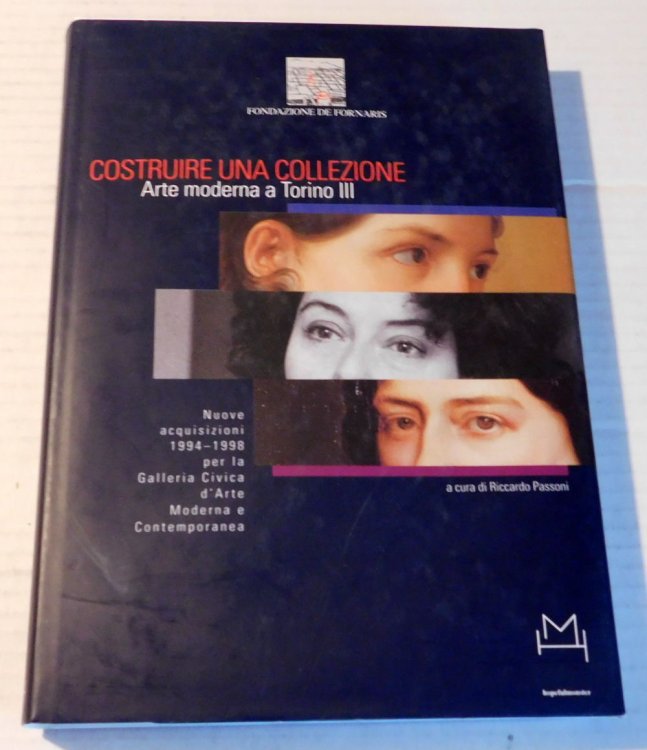 FONDAZIONE DE FORNARIS
COSTRUIRE UNA COLLEZIONE
Arte moderna a Torino III
Nuove
acquisizioni
1994-1998
per la
Galleria Civica
d'Arte
Moderna e
Contemporanea
a cura di Riccardo Passoni
hopefulmonster